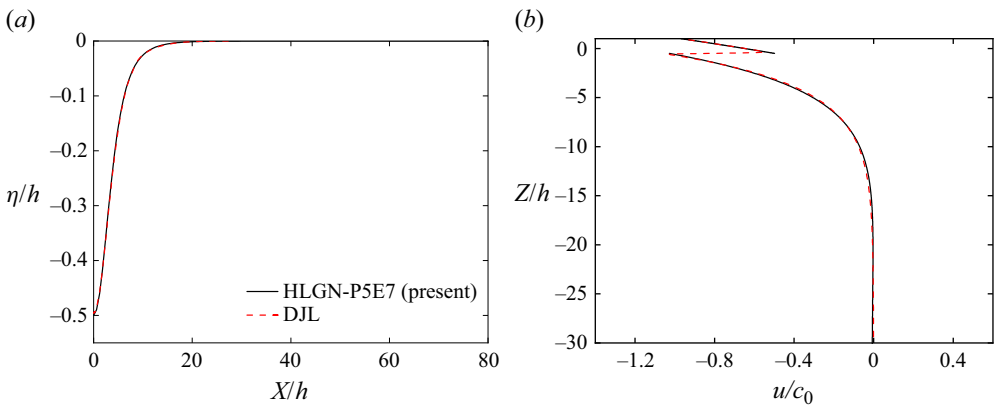 (a)
0
–0.1
–0.2
–0.3
–0.4
–0.5
η/h
HLGN-P5E7 (present)
DJL
0 20 40 60 80
X/h
(b)
0
–5
–10
–15
–20
–25
–30
Z/h
–1.2 –0.8 –0.4 0 0.4
u/c₀